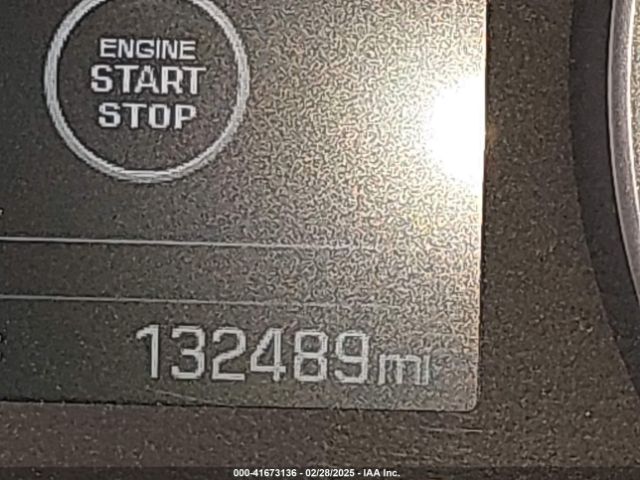 ENGINE
START
STOP
132489mi
000-41673136 - 02/28/2025 - IAA Inc.